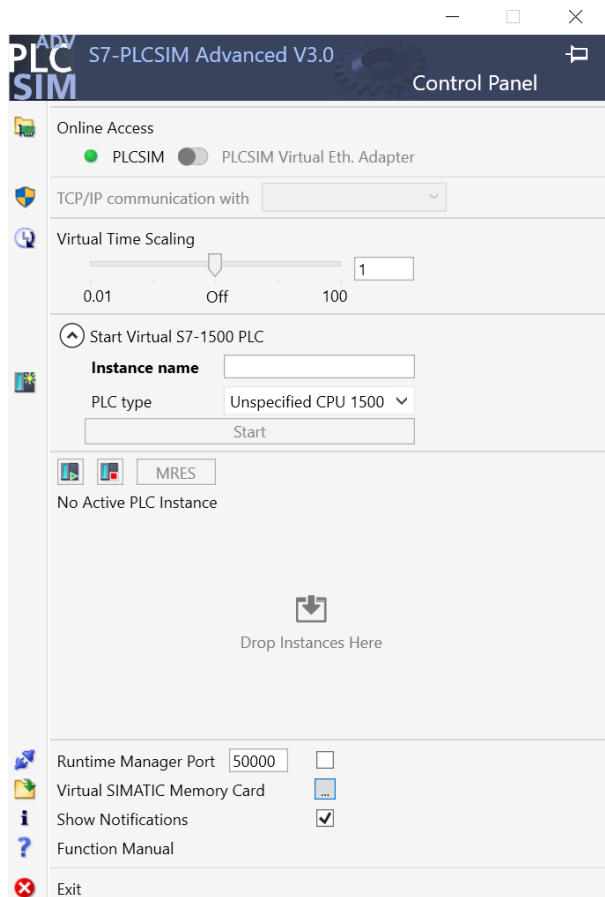 ADV
PLC
SIM
S7-PLCSIM Advanced V3.0
Control Panel
Online Access
PLCSIM PLCSIM Virtual Eth. Adapter
TCP/IP communication with
Virtual Time Scaling
1
0.01 Off 100
Start Virtual S7-1500 PLC
Instance name
PLC type Unspecified CPU 1500
Start
MRES
No Active PLC Instance
Drop Instances Here
Runtime Manager Port 50000
Virtual SIMATIC Memory Card ...
Show Notifications
Function Manual
Exit